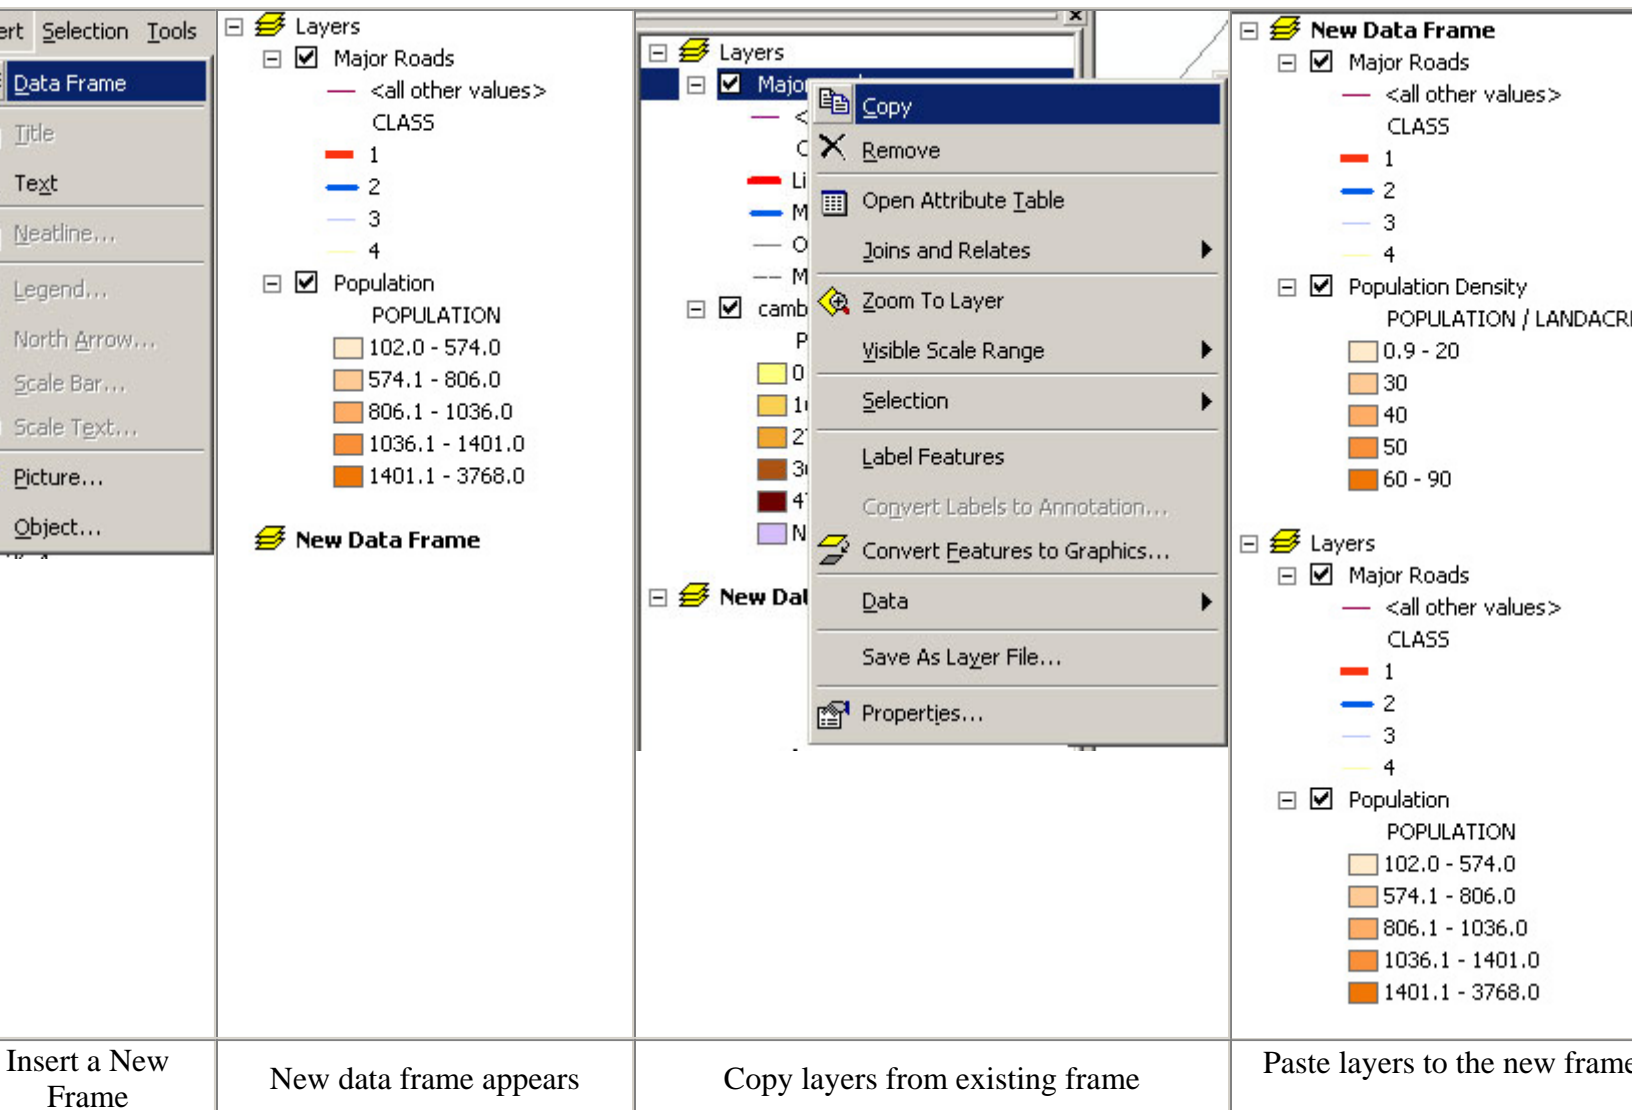 Selection Tools
Data Frame
Title
Text
Neatline...
Legend...
North Arrow...
Scale Bar...
Scale Text...
Picture...
Object...
Insert a New
Frame
Layers
Major Roads
<all other values>
CLASS
1
2
3
4
Population
POPULATION
102.0 - 574.0
574.1 - 806.0
806.1 - 1036.0
1036.1 - 1401.0
1401.1 - 3768.0
New Data Frame
New data frame appears
Layers
Copy
Remove
Open Attribute Table
Joins and Relates
Zoom To Layer
Visible Scale Range
Selection
Label Features
Convert Labels to Annotation...
Convert Features to Graphics...
New
Data
Save As Layer File...
Properties...
Copy layers from existing frame
New Data Frame
Major Roads
<all other values>
CLASS
1
2
3
4
Population Density
POPULATION /
0.9 - 20
30
40
50
60 - 90
Layers
Major Roads
<all other values>
CLASS
1
2
3
4
Population
POPULATION
102.0 - 574.0
574.1 - 806.0
806.1 - 1036.0
1036.1 - 1401.0
1401.1 - 3768.0
Paste layers to the new frame